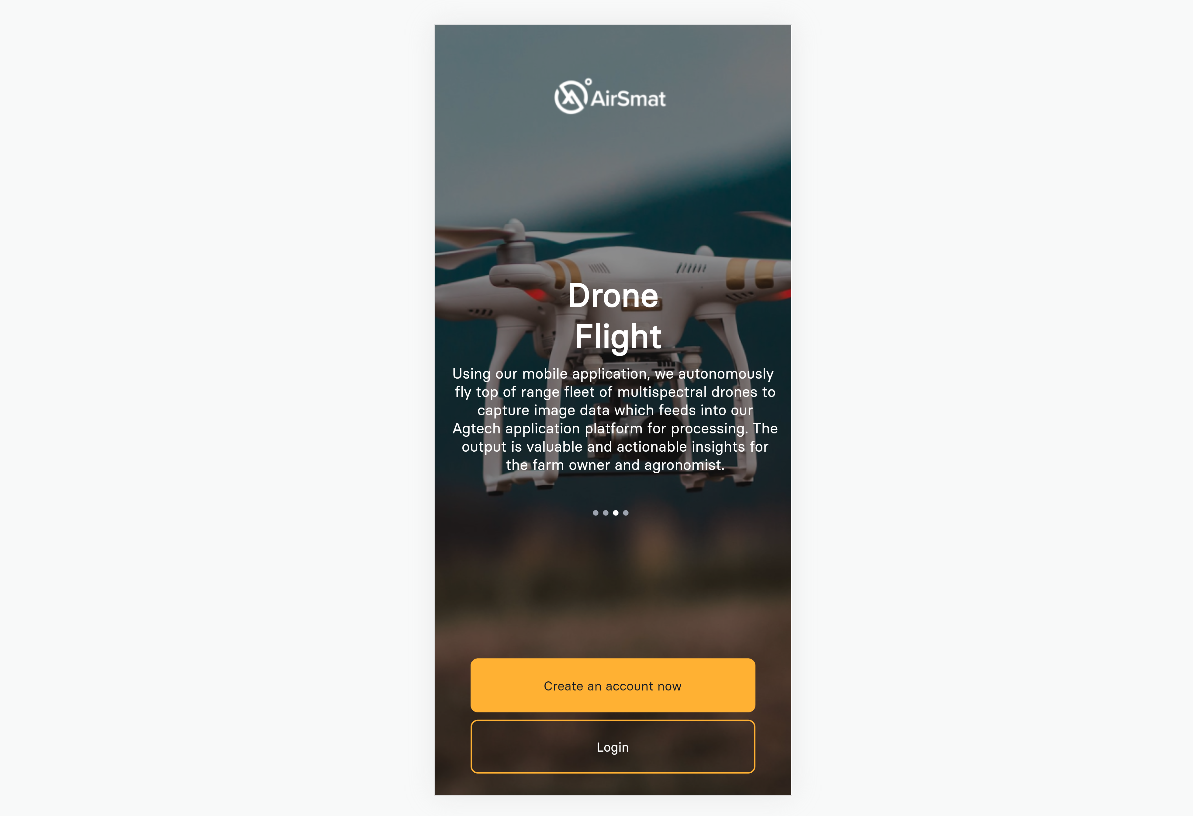 AirSmat
Drone
Flight
Using our mobile application, we autonomously
fly top of range fleet of multispectral drones to
capture image data which feeds into our
Agtech application platform for processing. The
output is valuable and actionable insights for
the farm owner and agronomist.
Create an account now
Login